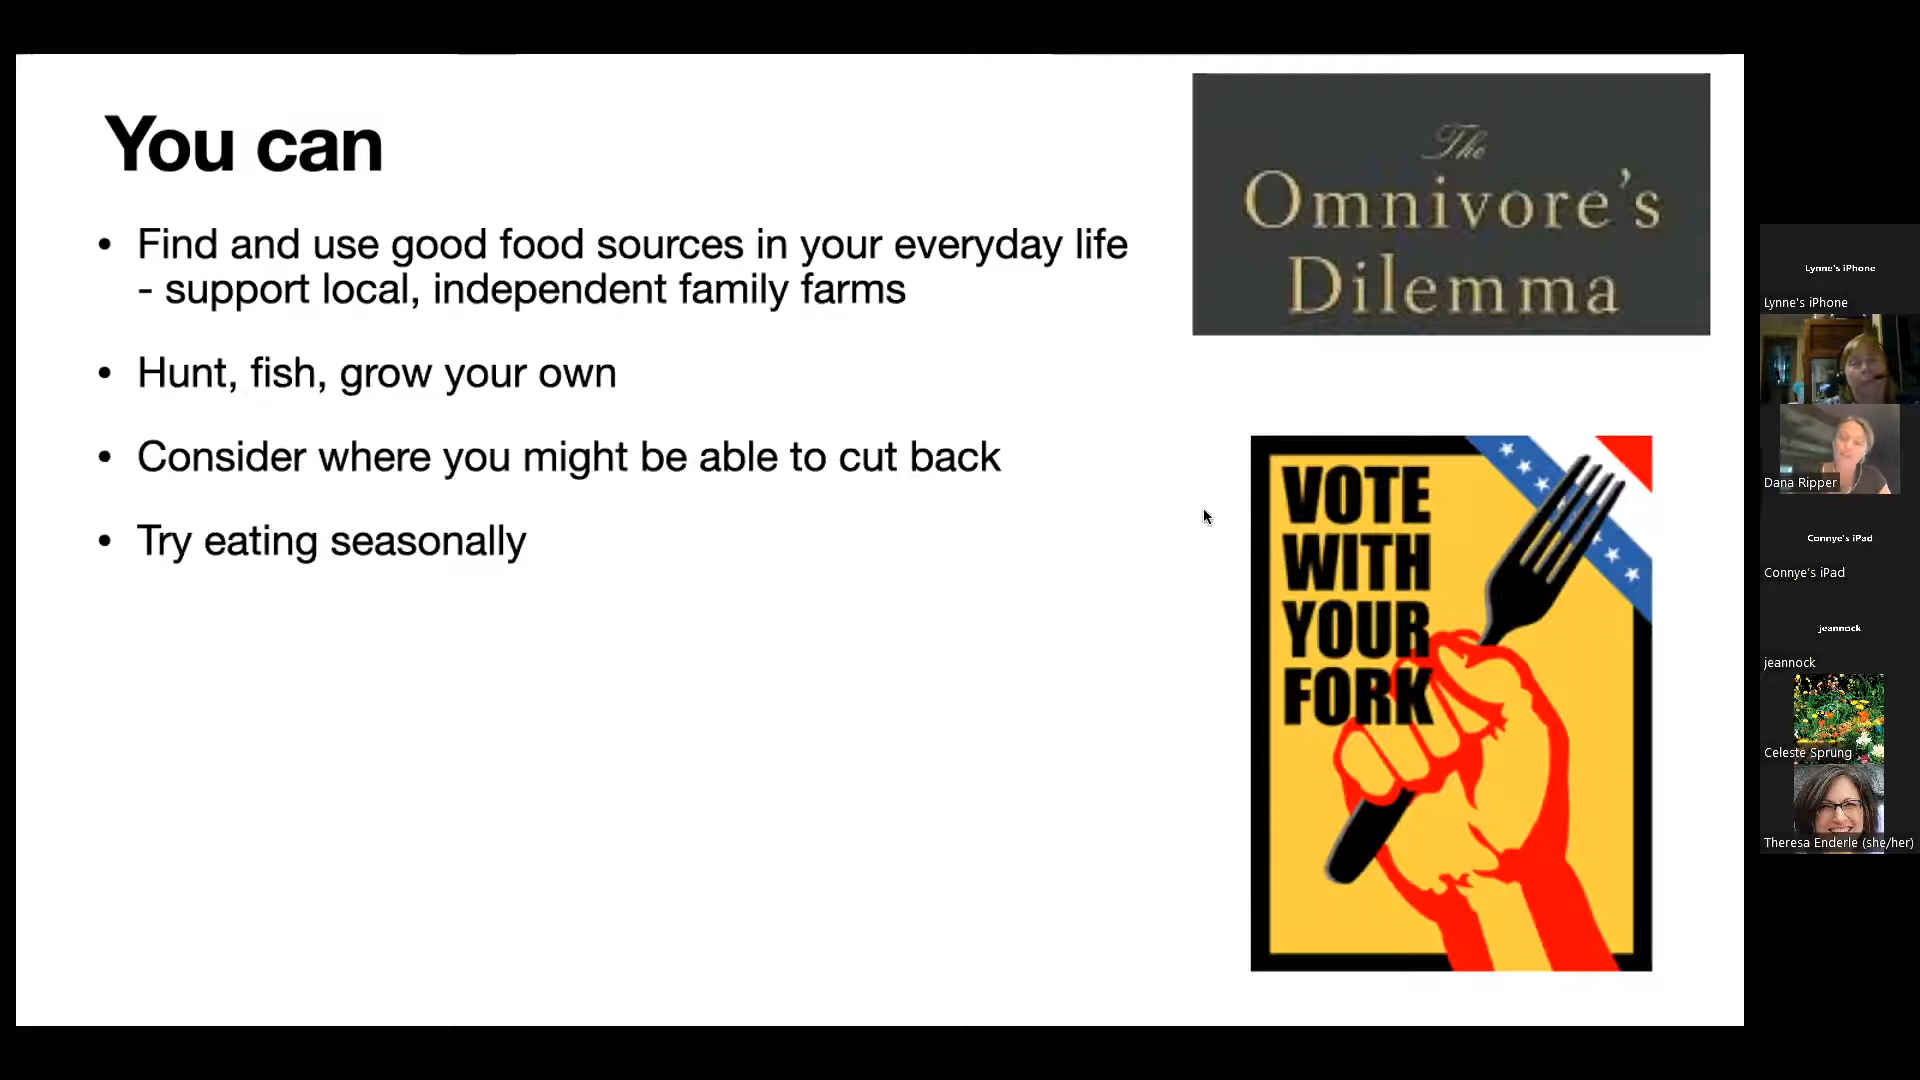 You can
• Find and use good food sources in your everyday life
- support local, independent family farms
• Hunt, fish, grow your own
• Consider where you might be able to cut back
• Try eating seasonally
The
Omnivore's
Dilemma
VOTE
WITH
YOUR
FORK
Lynne's iPhone
Lynne's iPhone
Dana Ripper
Connye's iPad
Connye's iPad
jeannock
jeannock
Celeste Sprung
Theresa Enderle (she/her)